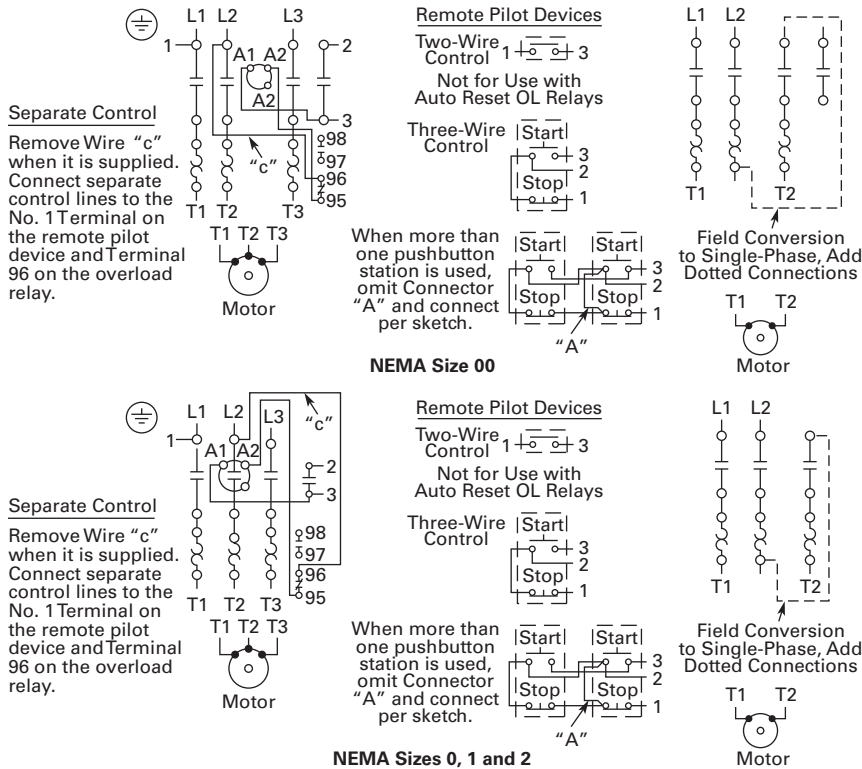 L1 L2 L3
1
2
A1 A2
A2
3
98
97
96
95
"c"
T1 T2 T3
T1 T2 T3
Motor
Separate Control
Remove Wire "c"
when it is supplied.
Connect separate
control lines to the
No. 1 Terminal on
the remote pilot
device and Terminal
96 on the overload
relay.
Remote Pilot Devices
Two-Wire
Control
1 3
Not for Use with
Auto Reset OL Relays
Three-Wire
Control
Start
3
2
Stop
1
When more than
one pushbutton
station is used,
omit Connector
"A" and connect
per sketch.
Start Start
3
2
Stop Stop
1
"A"
L1 L2
T1 T2
Field Conversion
to Single-Phase, Add
Dotted Connections
T1 T2
Motor
NEMA Size 00
L1 L2 L3
"c"
1
A1 A2
2
3
98
97
96
95
T1 T2 T3
T1 T2 T3
Motor
Separate Control
Remove Wire "c"
when it is supplied.
Connect separate
control lines to the
No. 1 Terminal on
the remote pilot
device and Terminal
96 on the overload
relay.
Remote Pilot Devices
Two-Wire
Control
1 3
Not for Use with
Auto Reset OL Relays
Three-Wire
Control
Start
3
2
Stop
1
When more than
one pushbutton
station is used,
omit Connector
"A" and connect
per sketch.
Start Start
3
2
Stop Stop
1
"A"
L1 L2
T1 T2
Field Conversion
to Single-Phase, Add
Dotted Connections
T1 T2
Motor
NEMA Sizes 0, 1 and 2